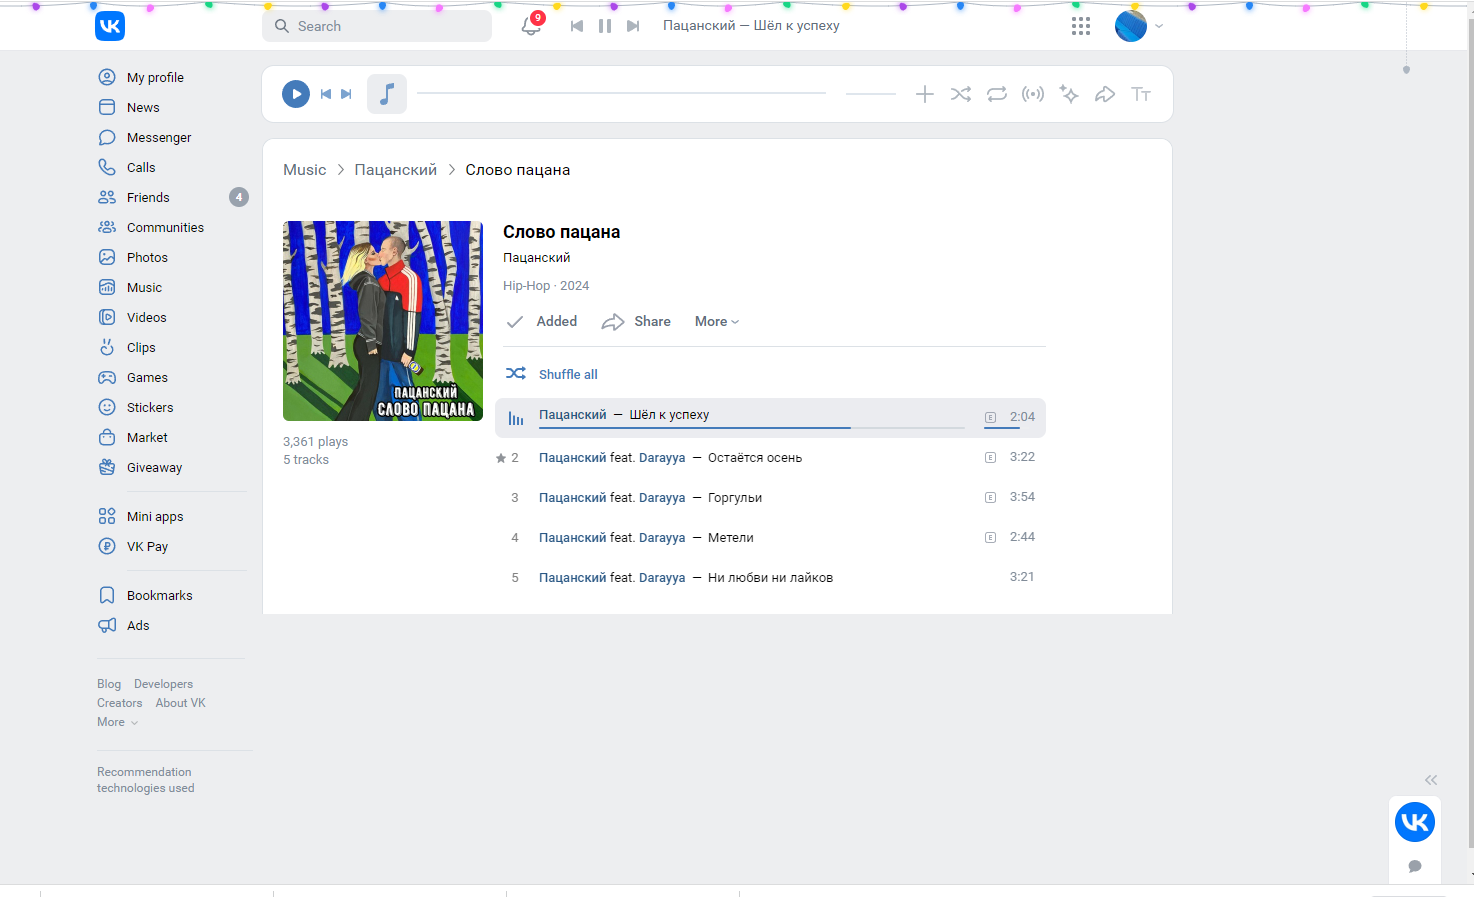 Search
9
Пацанский — Шёл к успеху
My profile
News
Messenger
Calls
Friends 4
Communities
Photos
Music
Videos
Clips
Games
Stickers
Market
Giveaway
Mini apps
VK Pay
Bookmarks
Ads
Blog Developers
Creators About VK
More
Recommendation
technologies used
Tт
Music > Пацанский > Слово пацана
ПАЦАНСКИЙ
СЛОВО ПАЦАНА
3,361 plays
5 tracks
Слово пацана
Пацанский
Hip-Hop · 2024
Added Share More
Shuffle all
Пацанский — Шёл к успеху E 2:04
2 Пацанский feat. Darayya — Остаётся осень E 3:22
3 Пацанский feat. Darayya — Горгульи E 3:54
4 Пацанский feat. Darayya — Метели E 2:44
5 Пацанский feat. Darayya — Ни любви ни лайков 3:21